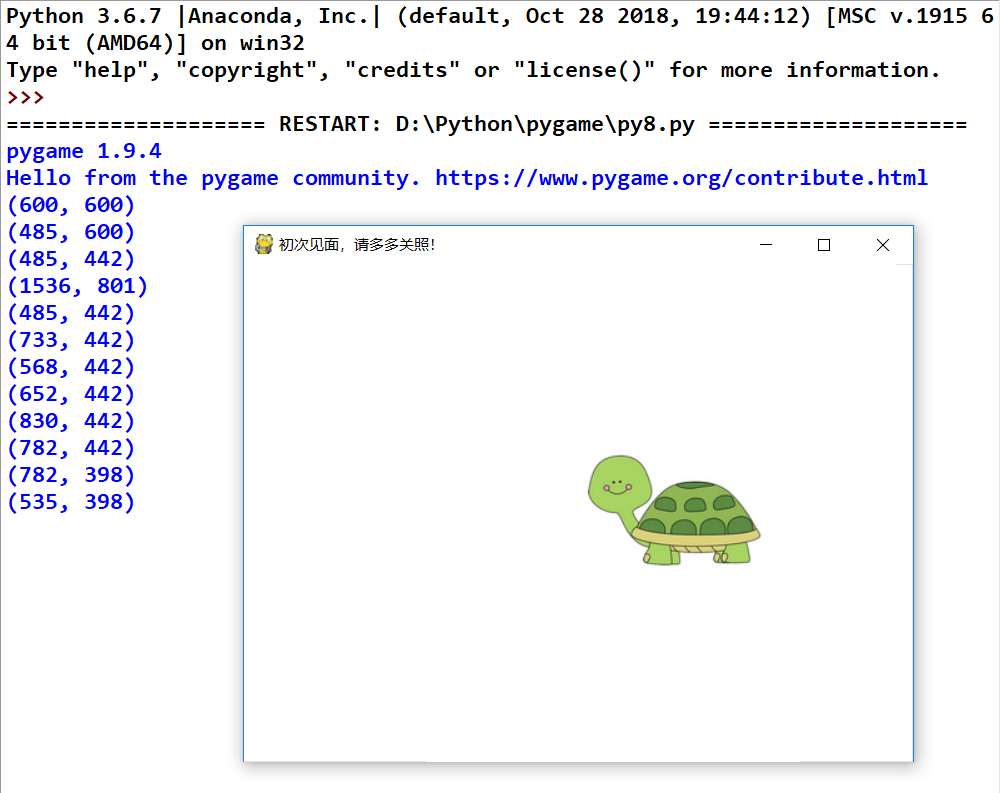 Python 3.6.7 |Anaconda, Inc.| (default, Oct 28 2018, 19:44:12) [MSC v.1915 6
4 bit (AMD64)] on win32
Type "help", "copyright", "credits" or "license()" for more information.
>>>
==================== RESTART: D:\Python\pygame\py8.py ====================
pygame 1.9.4
Hello from the pygame community. https://www.pygame.org/contribute.html
(600, 600)
(485, 600)
(485, 442)
(1536, 801)
(485, 442)
(733, 442)
(568, 442)
(652, 442)
(830, 442)
(782, 442)
(782, 398)
(535, 398)
初次见面，请多多关照!